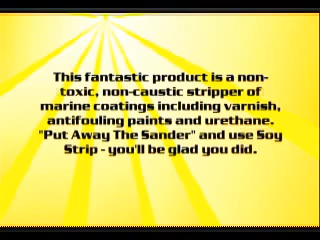 This fantastic product is a non-
toxic, non-caustic stripper of
marine coatings including varnish,
antifouling paints and urethane.
"Put Away The Sander" and use Soy
Strip - you'll be glad you did.